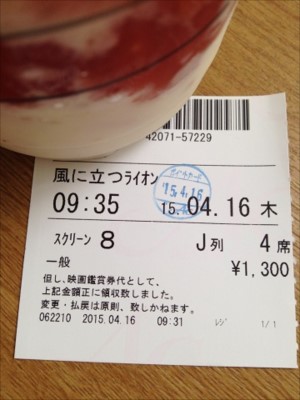 42071-57229
風に立つライオン
09:35 15.04.16 木
'15.4.16
スクリーン 8 J列 4席
一般 ¥1,300
但し、映画鑑賞券代として、
上記金額正に領収致しました。
変更・払戻は原則、致しかねます。
062210 2015.04.16 09:31 レジ 1/1